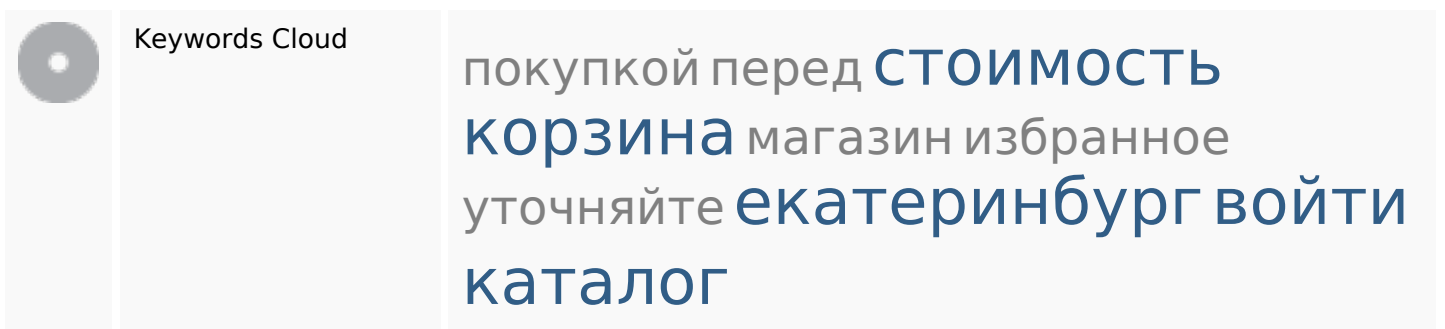 Keywords Cloud
покупкой перед стоимость
корзина магазин избранное
уточняйте екатеринбург войти
каталог